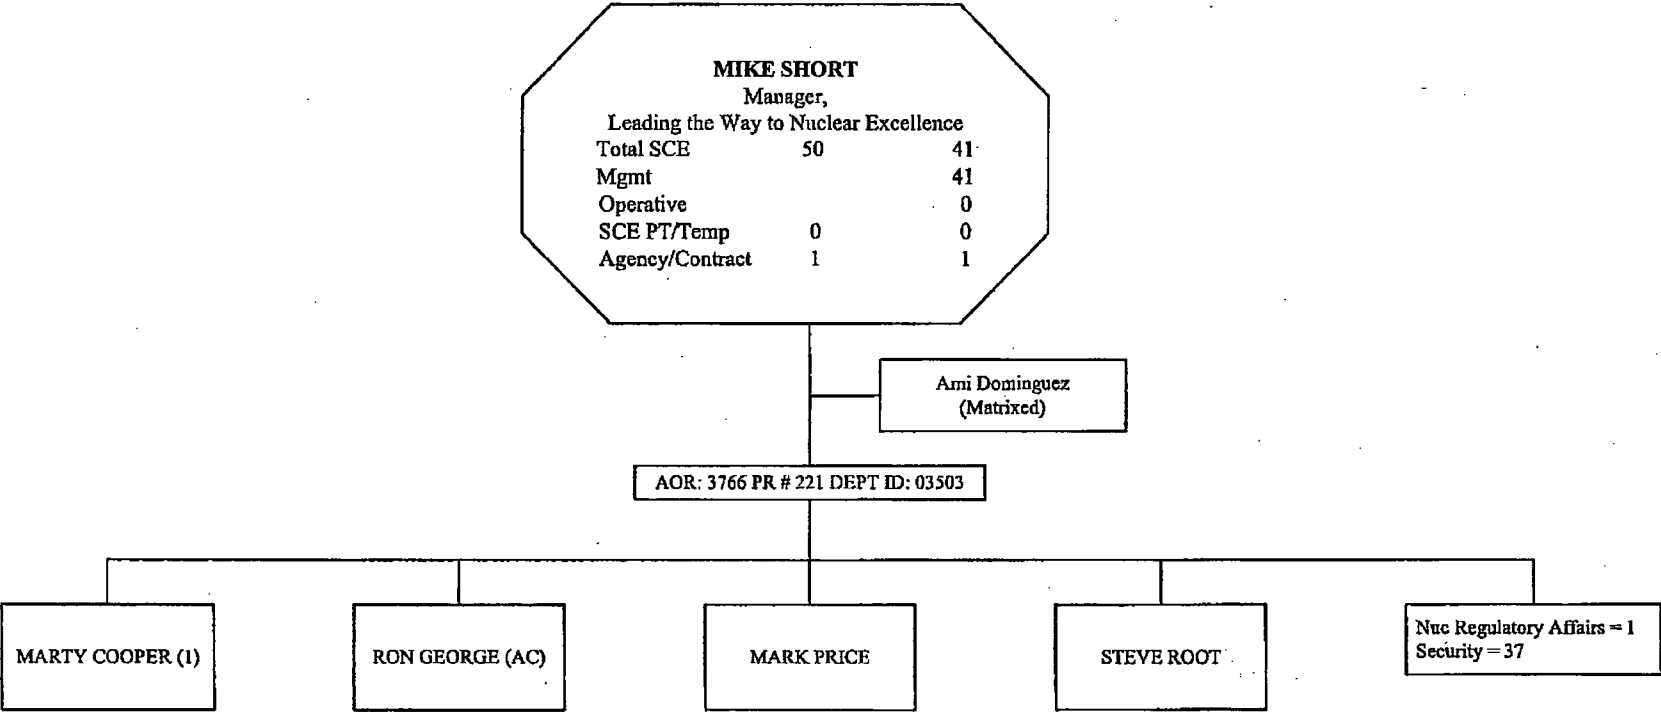 MIKE SHORT
Manager,
Leading the Way to Nuclear Excellence
Total SCE 50 41
Mgmt 41
Operative 0
SCE PT/Temp 0 0
Agency/Contract 1 1
Ami Dominguez
(Matrixed)
AOR: 3766 PR # 221 DEPT ID: 03503
MARTY COOPER (1)
RON GEORGE (AC)
MARK PRICE
STEVE ROOT
Nuc Regulatory Affairs = 1
Security = 37